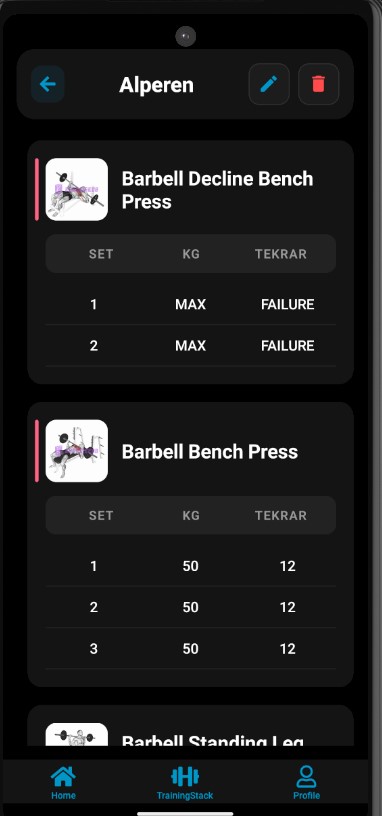 Alperen
Barbell Decline Bench
Press
SET KG TEKRAR
1 MAX FAILURE
2 MAX FAILURE
Barbell Bench Press
SET KG TEKRAR
1 50 12
2 50 12
3 50 12
Barbell Standing Leg
Home TrainingStack Profile